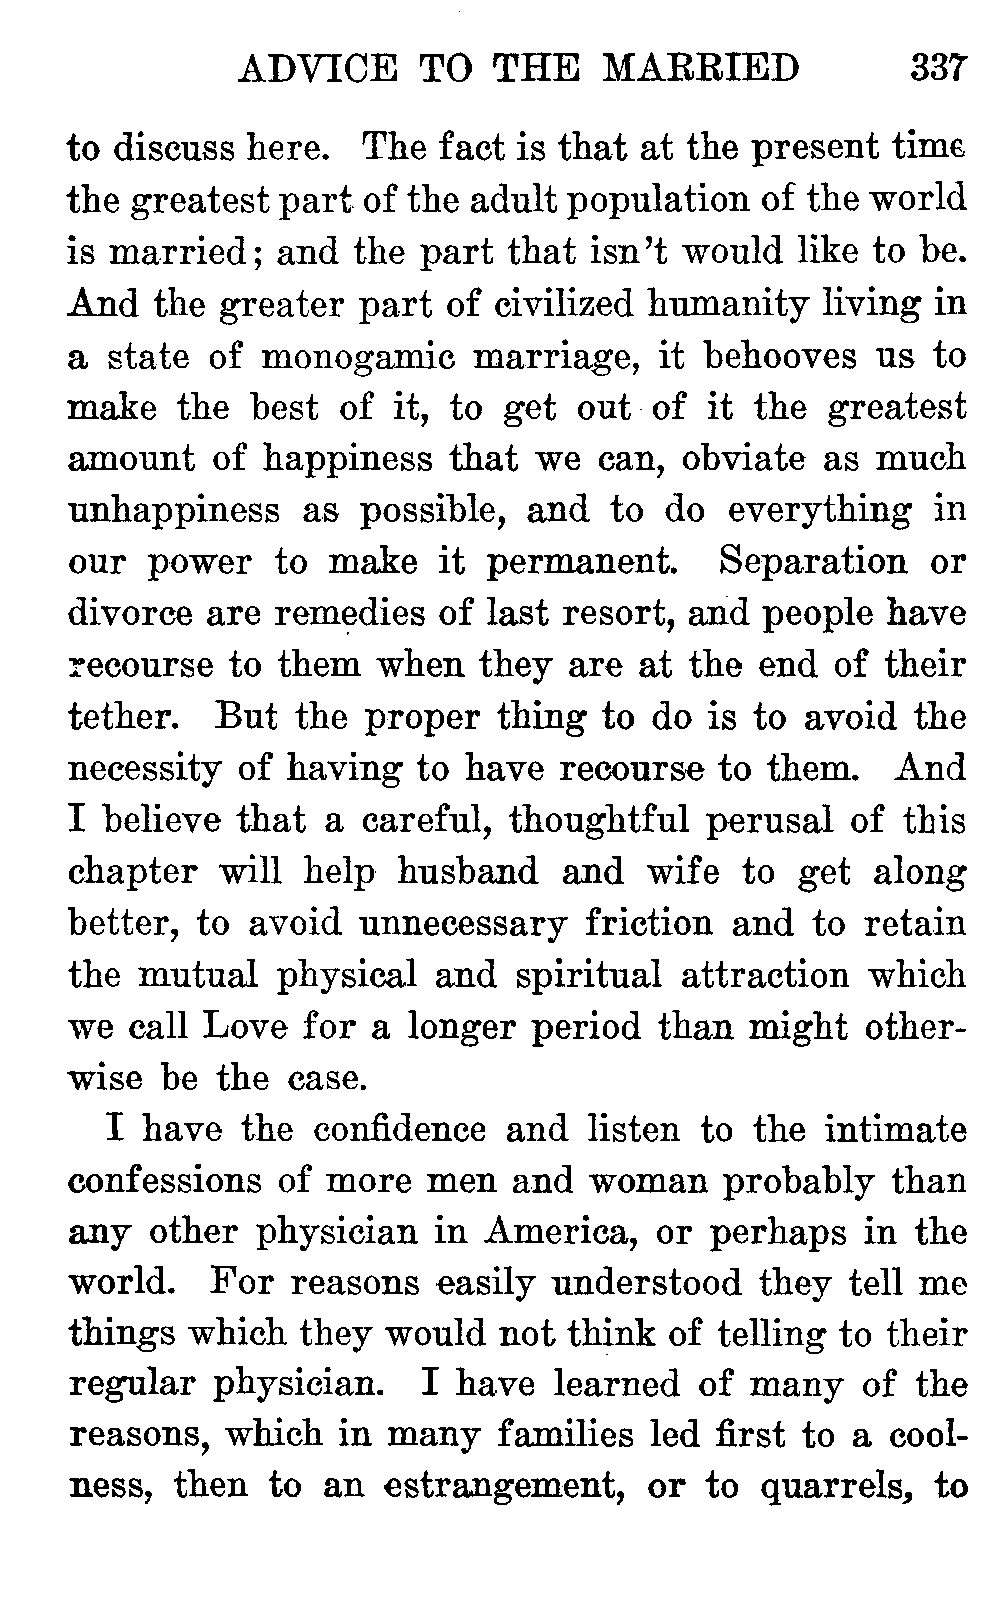 ADVICE TO THE MARRIED 337
to discuss here. The fact is that at the present time
the greatest part of the adult population of the world
is married; and the part that isn't would like to be.
And the greater part of civilized humanity living in
a state of monogamic marriage, it behooves us to
make the best of it, to get out of it the greatest
amount of happiness that we can, obviate as much
unhappiness as possible, and to do everything in
our power to make it permanent. Separation or
divorce are remedies of last resort, and people have
recourse to them when they are at the end of their
tether. But the proper thing to do is to avoid the
necessity of having to have recourse to them. And
I believe that a careful, thoughtful perusal of this
chapter will help husband and wife to get along
better, to avoid unnecessary friction and to retain
the mutual physical and spiritual attraction which
we call Love for a longer period than might other-
wise be the case.
I have the confidence and listen to the intimate
confessions of more men and woman probably than
any other physician in America, or perhaps in the
world. For reasons easily understood they tell me
things which they would not think of telling to their
regular physician. I have learned of many of the
reasons, which in many families led first to a cool-
ness, then to an estrangement, or to quarrels, to